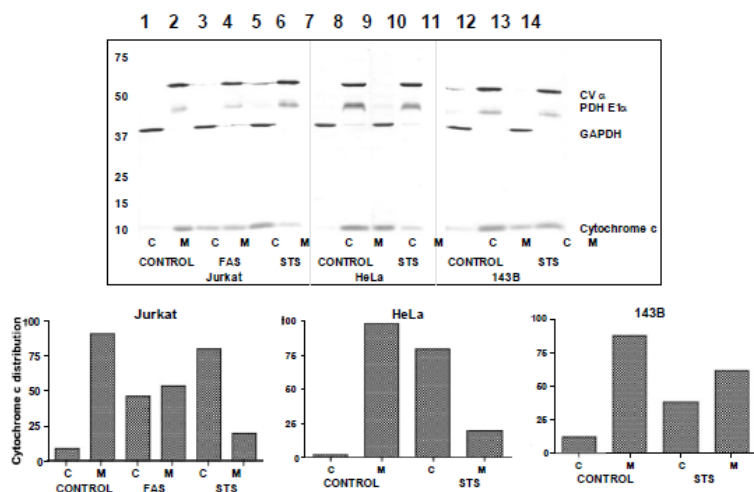 1 2 3 4 5 6 7 8 9 10 11 12 13 14
75
50
37
25
15
10
CV α
PDH E1α
GAPDH
Cytochrome c
C M C M C M C M C M C M C M
CONTROL FAS STS CONTROL STS CONTROL STS
Jurkat HeLa 143B
Jurkat
Cytochrome c distribution
100
75
50
25
0
C M C M C M
CONTROL FAS STS
HeLa
100
75
50
25
C M C M
CONTROL STS
143B
100
75
50
25
0
C M C M
CONTROL STS